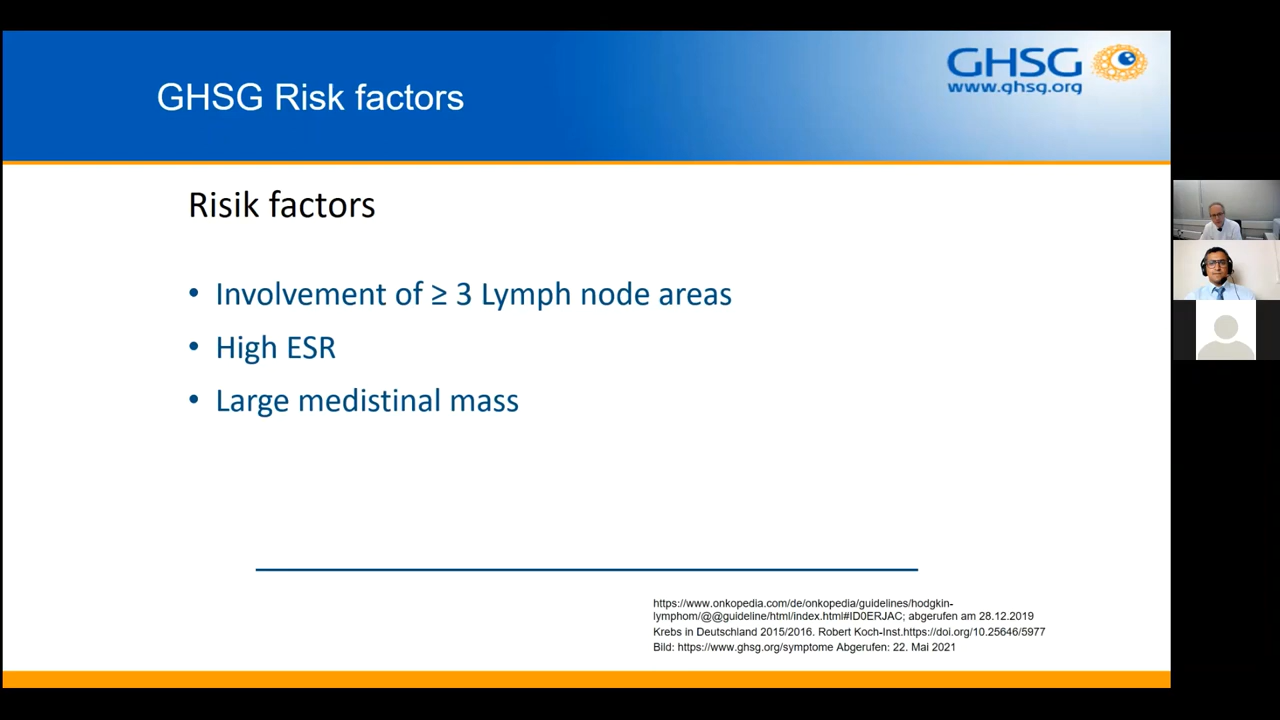 GHSG Risk factors
GHSG
www.ghsg.org
Risik factors
• Involvement of ≥ 3 Lymph node areas
• High ESR
• Large medistinal mass
https://www.onkopedia.com/de/onkopedia/guidelines/hodgkin-
lymphom/@@guideline/html/index.html#ID0ERJAC; abgerufen am 28.12.2019
Krebs in Deutschland 2015/2016. Robert Koch-Inst.https://doi.org/10.25646/5977
Bild: https://www.ghsg.org/symptome Abgerufen: 22. Mai 2021